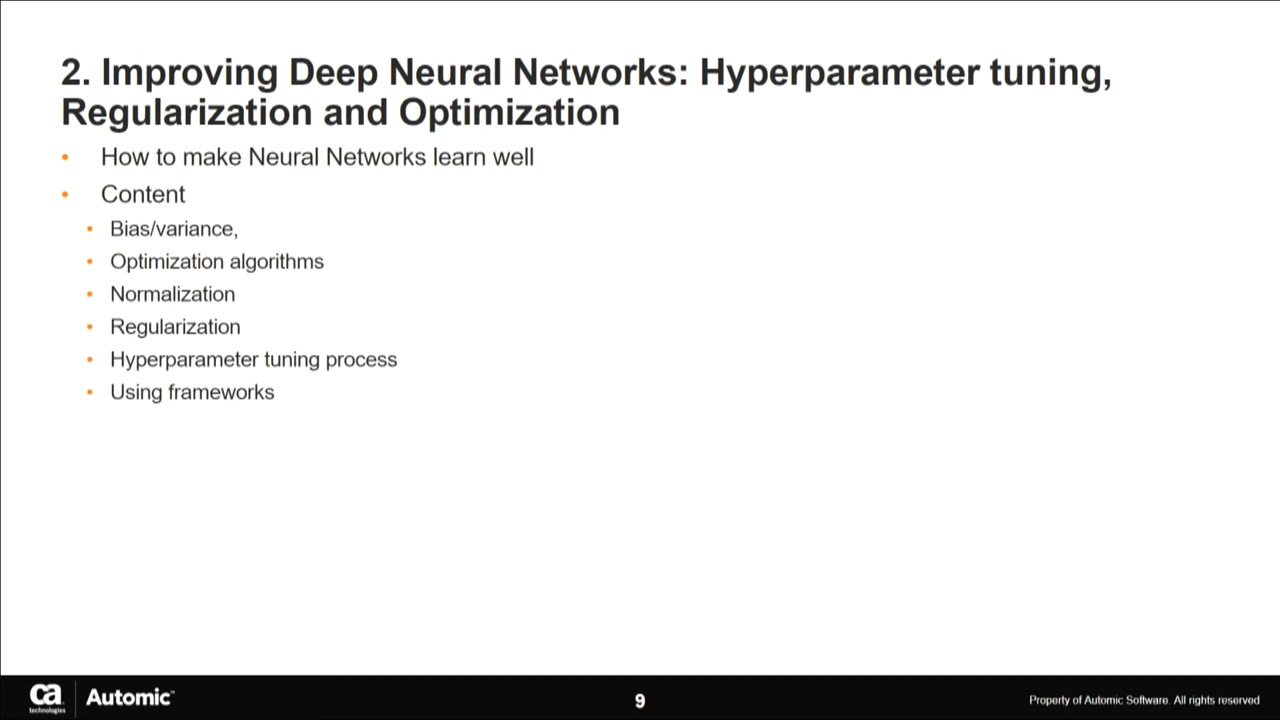 2. Improving Deep Neural Networks: Hyperparameter tuning,
Regularization and Optimization
• How to make Neural Networks learn well
• Content
• Bias/variance,
• Optimization algorithms
• Normalization
• Regularization
• Hyperparameter tuning process
• Using frameworks
ca
technologies
Automic™
9
Property of Automic Software. All rights reserved